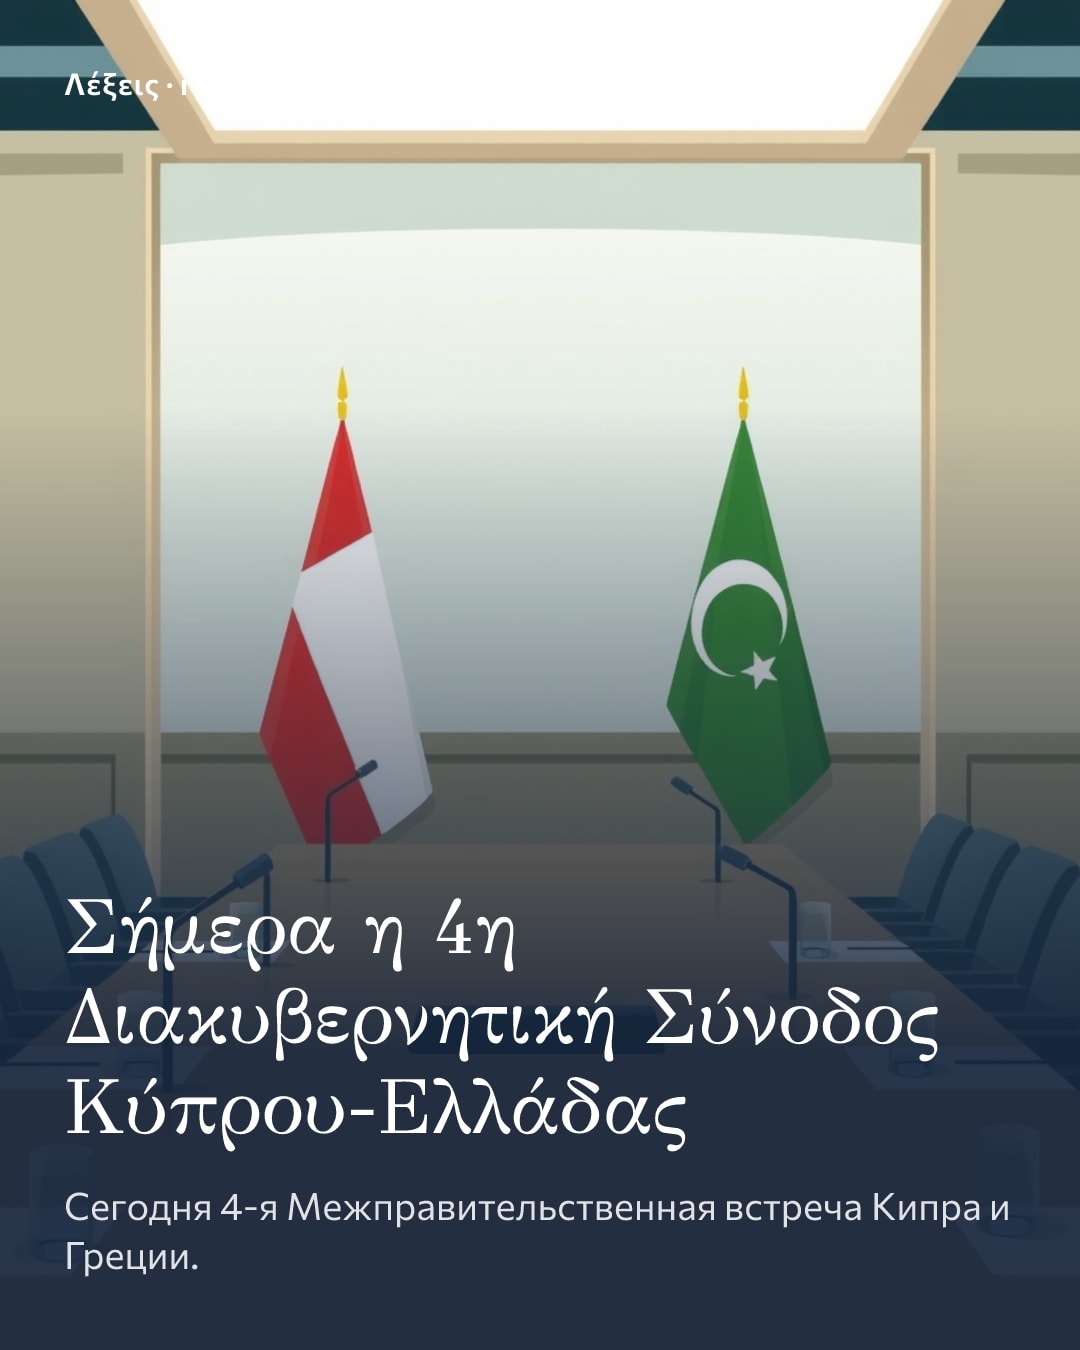 Λέξεις ·
Σήμερα η 4η
Διακυβερνητική Σύνοδος
Κύπρου-Ελλάδας
Сегодня 4-я Межправительственная встреча Кипра и
Греции.